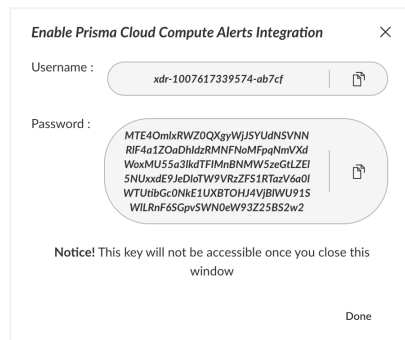 Enable Prisma Cloud Compute Alerts Integration
Username :
xdr-1007617339574-ab7cf
Password :
MTE4OmlxRWZ0QXgyWjJSYUdNSVNN
RlF4a1ZOaDhIdzRMNFNoMFpqNmVXd
WoxMU55a3lkdTFIMnBNMW5zeGtLZEl
5NUxxdE9JeDloTW9VRzZFS1RTazV6a0l
WTUtibGc0NkE1UXBTOHJ4VjBlWU91S
WlLRnF6SGpvSWN0eW93Z25BS2w2
Notice! This key will not be accessible once you close this
window
Done